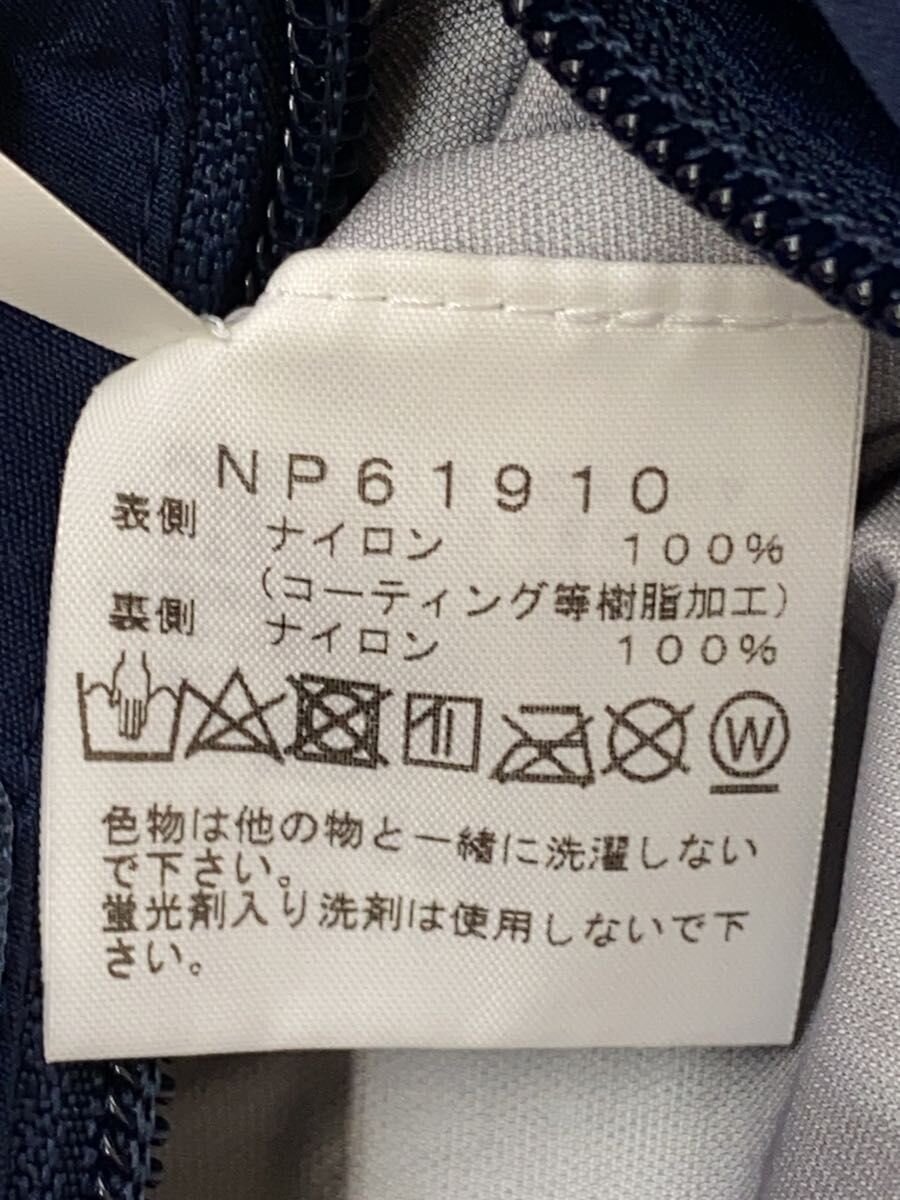 NP61910
表側 ナイロン 100%
(コーティング等樹脂加工)
裏側 ナイロン 100%
W
色物は他の物と一緒に洗濯しない
で下さい。
蛍光剤入り洗剤は使用しないで下
さい。